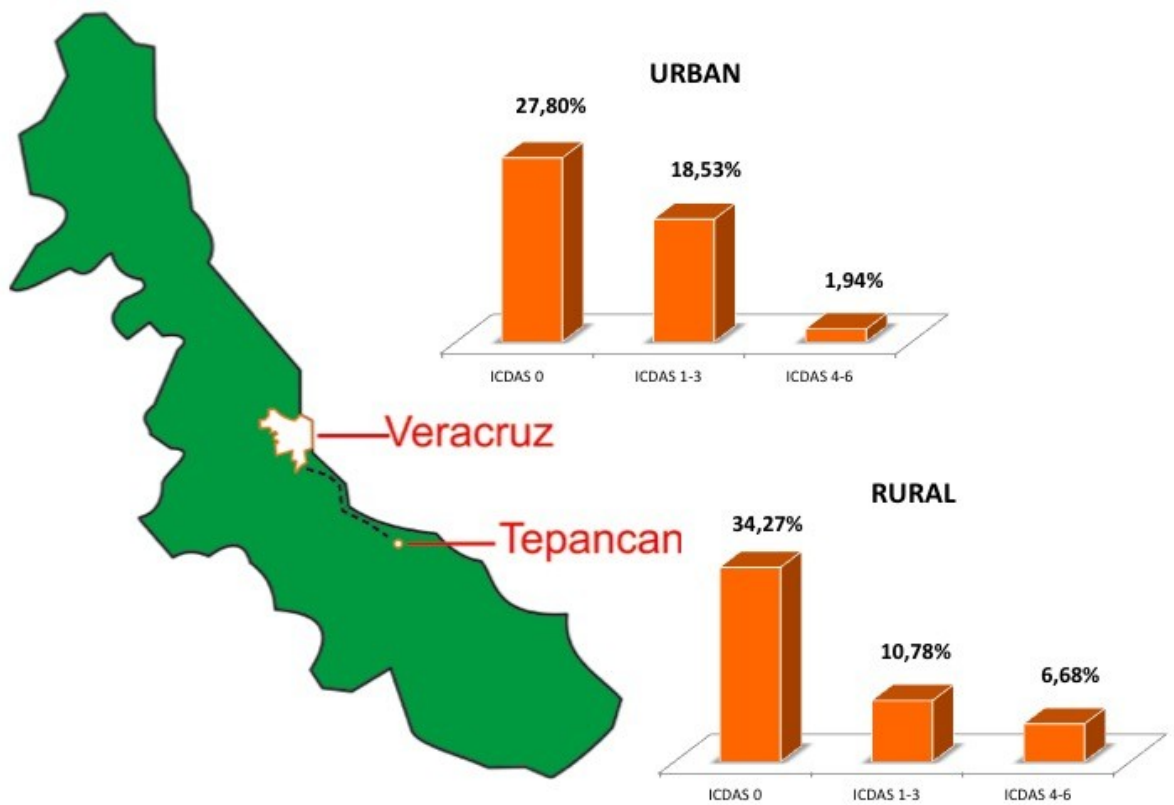 URBAN
27,80%
18,53%
1,94%
ICDAS 0
ICDAS 1-3
ICDAS 4-6
Veracruz
Tepancan
RURAL
34,27%
10,78%
6,68%
ICDAS 0
ICDAS 1-3
ICDAS 4-6